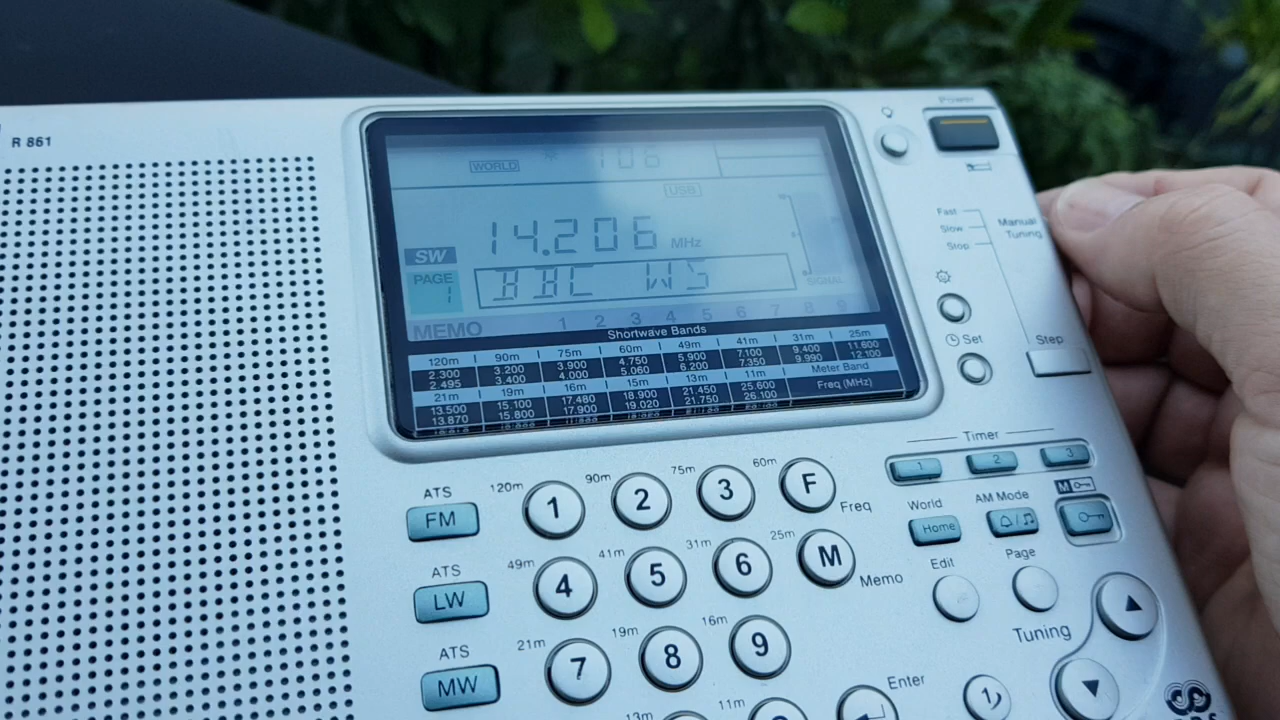 R 861
Power
WORLD
106
USB
14.206 MHz
SW
PAGE
1
BBC WS
SIGNAL
MEMO 1 2 3 4 5 6 7 8 9
Shortwave Bands
120m 90m 75m 60m 49m 41m 31m 25m
2.300 3.200 3.900 4.750 5.900 7.100 9.400 11.600
2.495 3.400 4.000 5.060 6.200 7.350 9.990 12.100
21m 19m 16m 15m 13m 11m Meter Band
13.500 15.100 17.480 18.900 21.450 25.600 Freq (MHz)
13.870 15.800 17.900 19.020 21.750 26.100
Fast
Slow
Stop
Manual
Tuning
Set
Step
Timer
1 2 3
ATS
FM
120m 1
90m 2
75m 3
60m F
Freq
World
Home
AM Mode
M
ATS
LW
49m 4
41m 5
31m 6
25m M
Memo
Edit
Page
ATS
MW
21m 7
19m 8
16m 9
Tuning
13m
11m
Enter